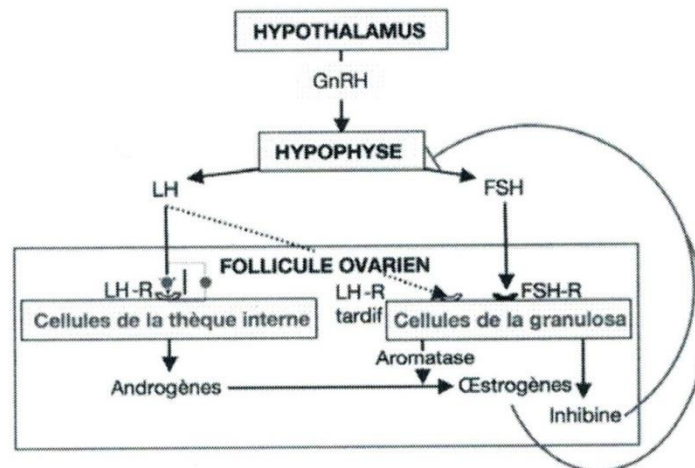 HYPOTHALAMUS
GnRH
HYPOPHYSE
LH
FSH
FOLLICULE OVARIEN
LH-R
LH-R
tardif
FSH-R
Cellules de la thèque interne
Cellules de la granulosa
Aromatase
Androgènes
Œstrogènes
Inhibine